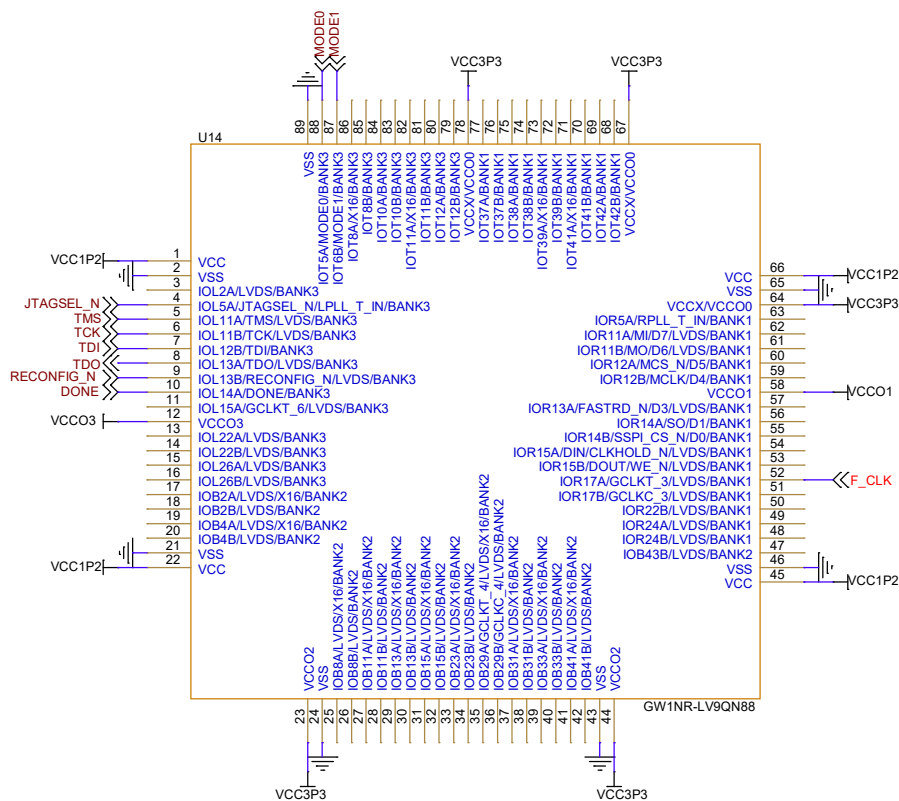 MODE0
MODE1
VCC3P3
VCC3P3
89
88
87
86
85
84
83
82
81
80
79
78
77
76
75
74
73
72
71
70
69
68
67
U14
VSS
IOT5A/MODE0/BANK3
IOT6B/MODE1/BANK3
IOT8A/X16/BANK3
IOT8B/BANK3
IOT10A/BANK3
IOT10B/BANK3
IOT11A/X16/BANK3
IOT11B/BANK3
IOT12A/BANK3
IOT12B/BANK3
VCCX/VCCO0
IOT37A/BANK1
IOT37B/BANK1
IOT38A/BANK1
IOT38B/BANK1
IOT39A/X16/BANK1
IOT39B/BANK1
IOT41A/X16/BANK1
IOT41B/BANK1
IOT42A/BANK1
IOT42B/BANK1
VCCX/VCCO0
VCC1P2 1 VCC
2 VSS
3 IOL2A/LVDS/BANK3
JTAGSEL_N 4 IOL5A/JTAGSEL_N/LPLL_T_IN/BANK3
TMS 5 IOL11A/TMS/LVDS/BANK3
TCK 6 IOL11B/TCK/LVDS/BANK3
TDI 7 IOL12B/TDI/BANK3
TDO 8 IOL13A/TDO/LVDS/BANK3
RECONFIG_N 9 IOL13B/RECONFIG_N/LVDS/BANK3
DONE 10 IOL14A/DONE/BANK3
11 IOL15A/GCLKT_6/LVDS/BANK3
VCCO3 12 VCCO3
13 IOL22A/LVDS/BANK3
14 IOL22B/LVDS/BANK3
15 IOL26A/LVDS/BANK3
16 IOL26B/LVDS/BANK3
17 IOB2A/LVDS/X16/BANK2
18 IOB2B/LVDS/BANK2
19 IOB4A/LVDS/X16/BANK2
20 IOB4B/LVDS/BANK2
21 VSS
VCC1P2 22 VCC
VCC 66 VCC1P2
VSS 65
VCCX/VCCO0 64 VCC3P3
IOR5A/RPLL_T_IN/BANK1 63
IOR11A/MI/D7/LVDS/BANK1 62
IOR11B/MO/D6/LVDS/BANK1 61
IOR12A/MCS_N/D5/BANK1 60
IOR12B/MCLK/D4/BANK1 59
VCCO1 58 VCCO1
IOR13A/FASTRD_N/D3/LVDS/BANK1 57
IOR14A/SO/D1/BANK1 56
IOR14B/SSPI_CS_N/D0/BANK1 55
IOR15A/DIN/CLKHOLD_N/LVDS/BANK1 54
IOR15B/DOUT/WE_N/LVDS/BANK1 53
IOR17A/GCLKT_3/LVDS/BANK1 52 F_CLK
IOR17B/GCLKC_3/LVDS/BANK1 51
IOR22B/LVDS/BANK1 50
IOR24A/LVDS/BANK1 49
IOR24B/LVDS/BANK1 48
IOB43B/LVDS/BANK2 47
VSS 46
VCC 45 VCC1P2
VCCO2
VSS
IOB8A/LVDS/X16/BANK2
IOB8B/LVDS/BANK2
IOB11A/LVDS/X16/BANK2
IOB11B/LVDS/BANK2
IOB13A/LVDS/X16/BANK2
IOB13B/LVDS/BANK2
IOB15A/LVDS/X16/BANK2
IOB15B/LVDS/BANK2
IOB23A/LVDS/X16/BANK2
IOB23B/LVDS/BANK2
IOB29A/GCLKT_4/LVDS/X16/BANK2
IOB29B/GCLKC_4/LVDS/BANK2
IOB31A/LVDS/X16/BANK2
IOB31B/LVDS/BANK2
IOB33A/LVDS/X16/BANK2
IOB33B/LVDS/BANK2
IOB41A/LVDS/X16/BANK2
IOB41B/LVDS/BANK2
VSS
VCCO2
GW1NR-LV9QN88
23
24
25
26
27
28
29
30
31
32
33
34
35
36
37
38
39
40
41
42
43
44
VCC3P3
VCC3P3